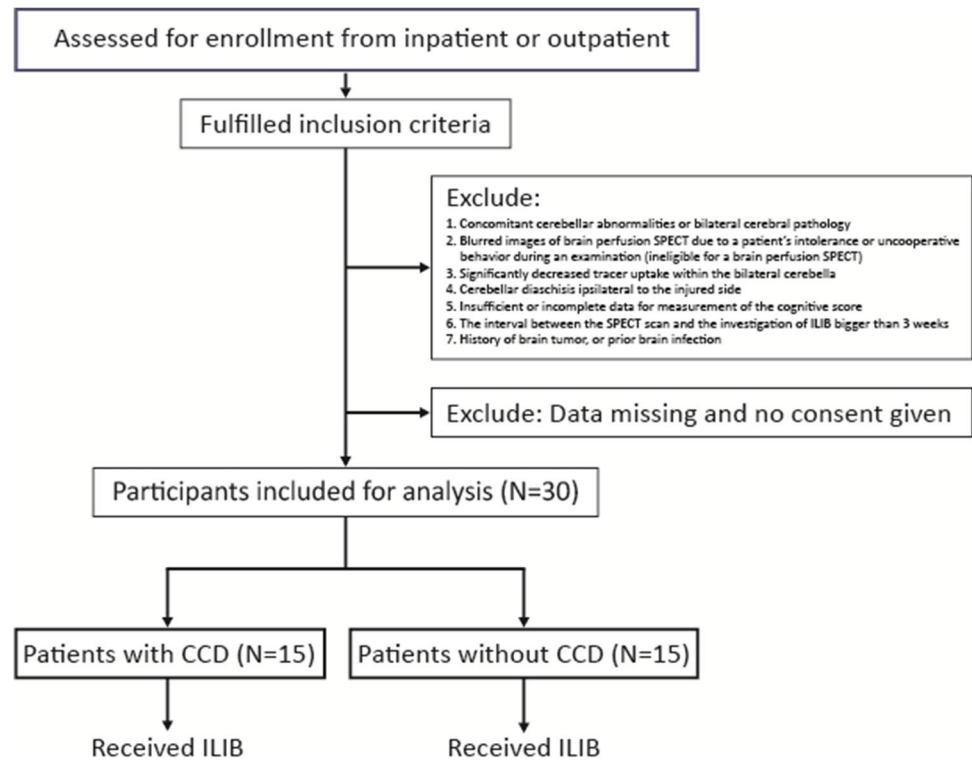 Assessed for enrollment from inpatient or outpatient
Fulfilled inclusion criteria
Exclude:
1. Concomitant cerebellar abnormalities or bilateral cerebral pathology
2. Blurred images of brain perfusion SPECT due to a patient's intolerance or uncooperative
behavior during an examination (ineligible for a brain perfusion SPECT)
3. Significantly decreased tracer uptake within the bilateral cerebella
4. Cerebellar diaschisis ipsilateral to the injured side
5. Insufficient or incomplete data for measurement of the cognitive score
6. The interval between the SPECT scan and the investigation of ILIB bigger than 3 weeks
7. History of brain tumor, or prior brain infection
Exclude: Data missing and no consent given
Participants included for analysis (N=30)
Patients with CCD (N=15)
Patients without CCD (N=15)
Received ILIB
Received ILIB